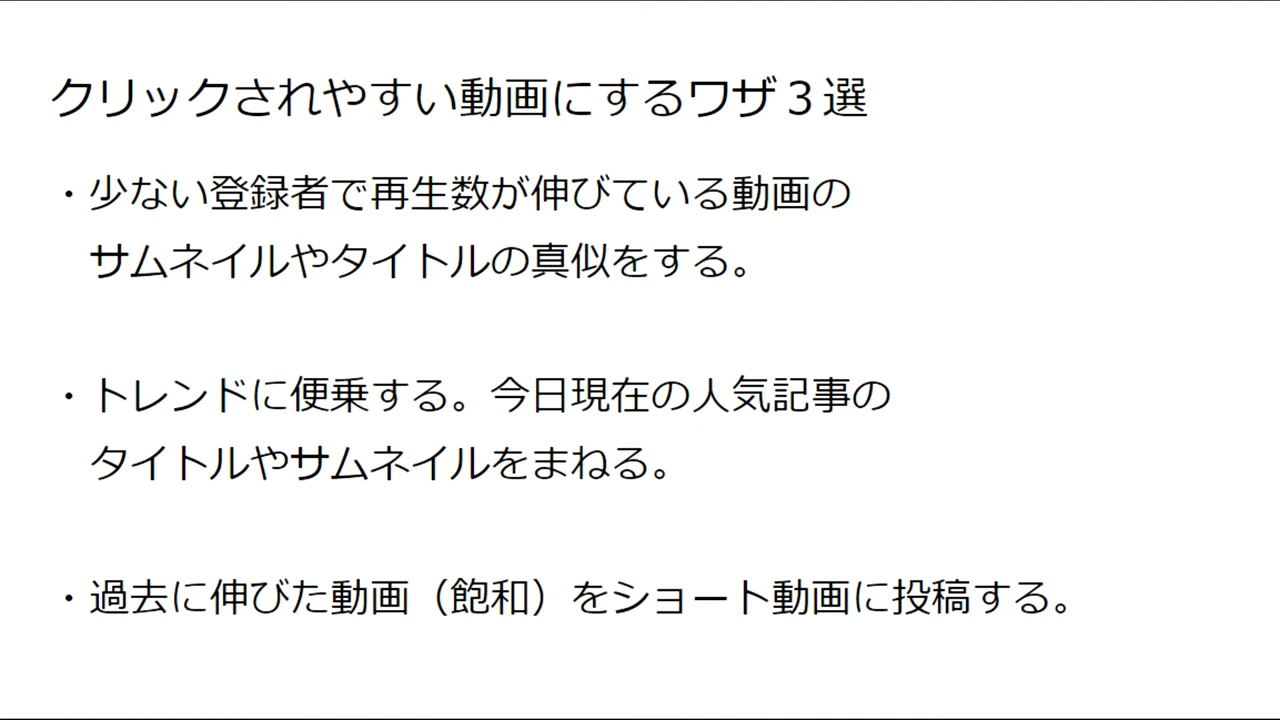 クリックされやすい動画にするワザ３選
・少ない登録者で再生数が伸びている動画の
サムネイルやタイトルの真似をする。
・トレンドに便乗する。今日現在の人気記事の
タイトルやサムネイルをまねる。
・過去に伸びた動画（飽和）をショート動画に投稿する。